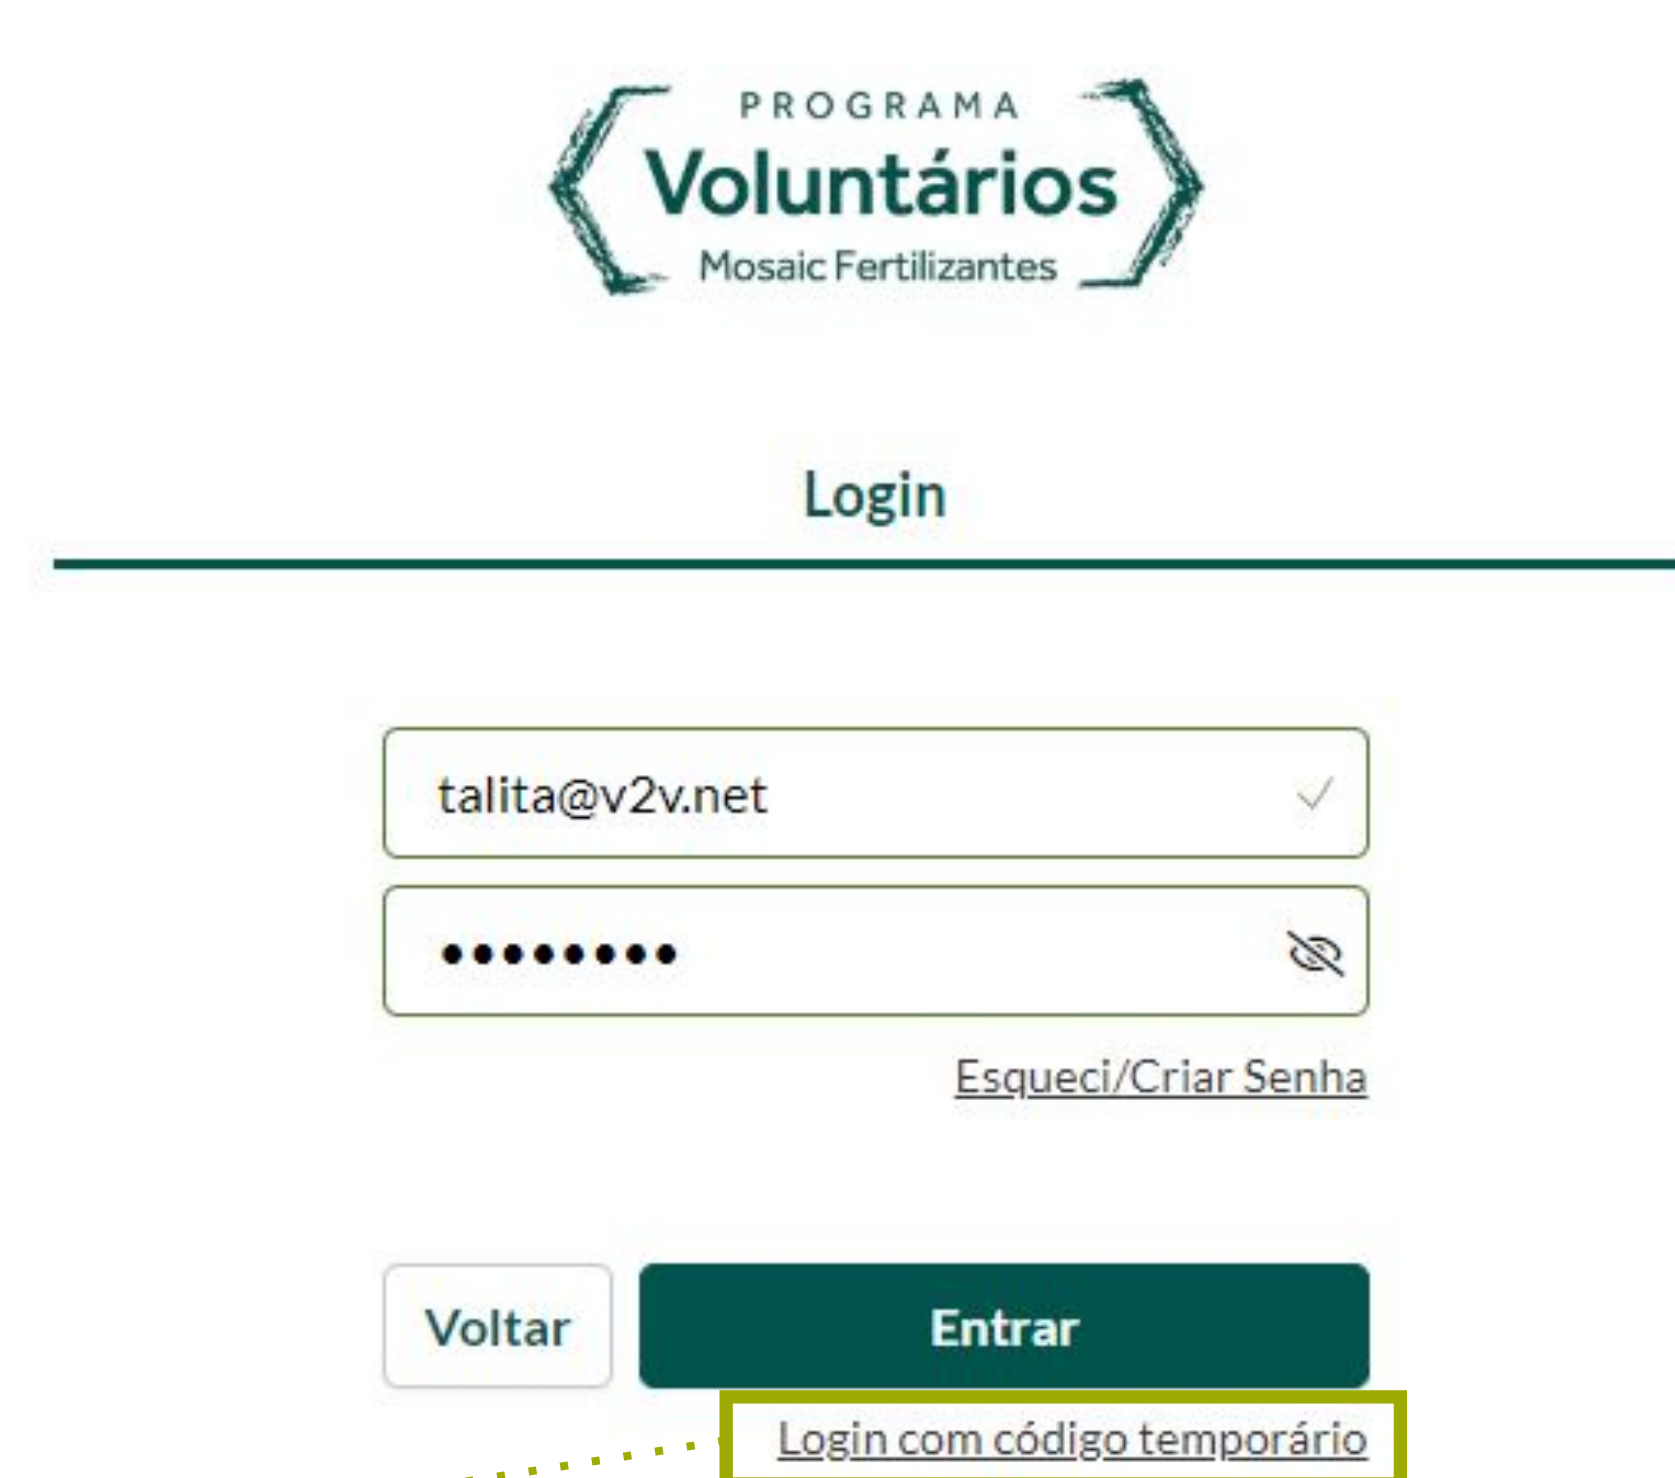 PROGRAMA
Voluntários
Mosaic Fertilizantes
Login
talita@v2v.net
••••••••
Esqueci/Criar Senha
Voltar
Entrar
Login com código temporário